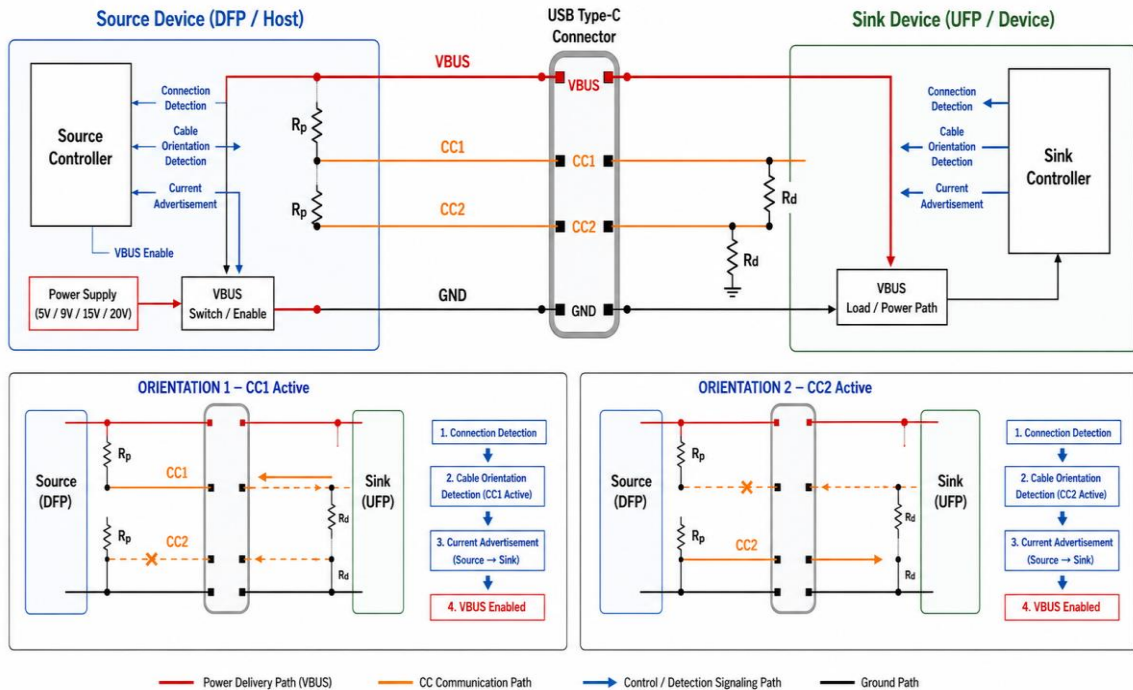 Source Device (DFP / Host)
USB Type-C
Connector
Sink Device (UFP / Device)
VBUS
VBUS
Connection
Detection
Source
Controller
Cable
Orientation
Detection
Current
Advertisement
VBUS Enable
Rp
Rp
CC1
CC1
CC2
CC2
Rd
Rd
Connection
Detection
Cable
Orientation
Detection
Current
Advertisement
Sink
Controller
Power Supply
(5V / 9V / 15V / 20V)
VBUS
Switch / Enable
GND
GND
VBUS
Load / Power Path
ORIENTATION 1 – CC1 Active
Source
(DFP)
Rp
CC1
Rp
CC2
Rd
Rd
Sink
(UFP)
1. Connection Detection
2. Cable Orientation
Detection (CC1 Active)
3. Current Advertisement
(Source → Sink)
4. VBUS Enabled
ORIENTATION 2 – CC2 Active
Source
(DFP)
Rp
Rp
CC2
Rd
Rd
Sink
(UFP)
1. Connection Detection
2. Cable Orientation
Detection (CC2 Active)
3. Current Advertisement
(Source → Sink)
4. VBUS Enabled
Power Delivery Path (VBUS)
CC Communication Path
Control / Detection Signaling Path
Ground Path